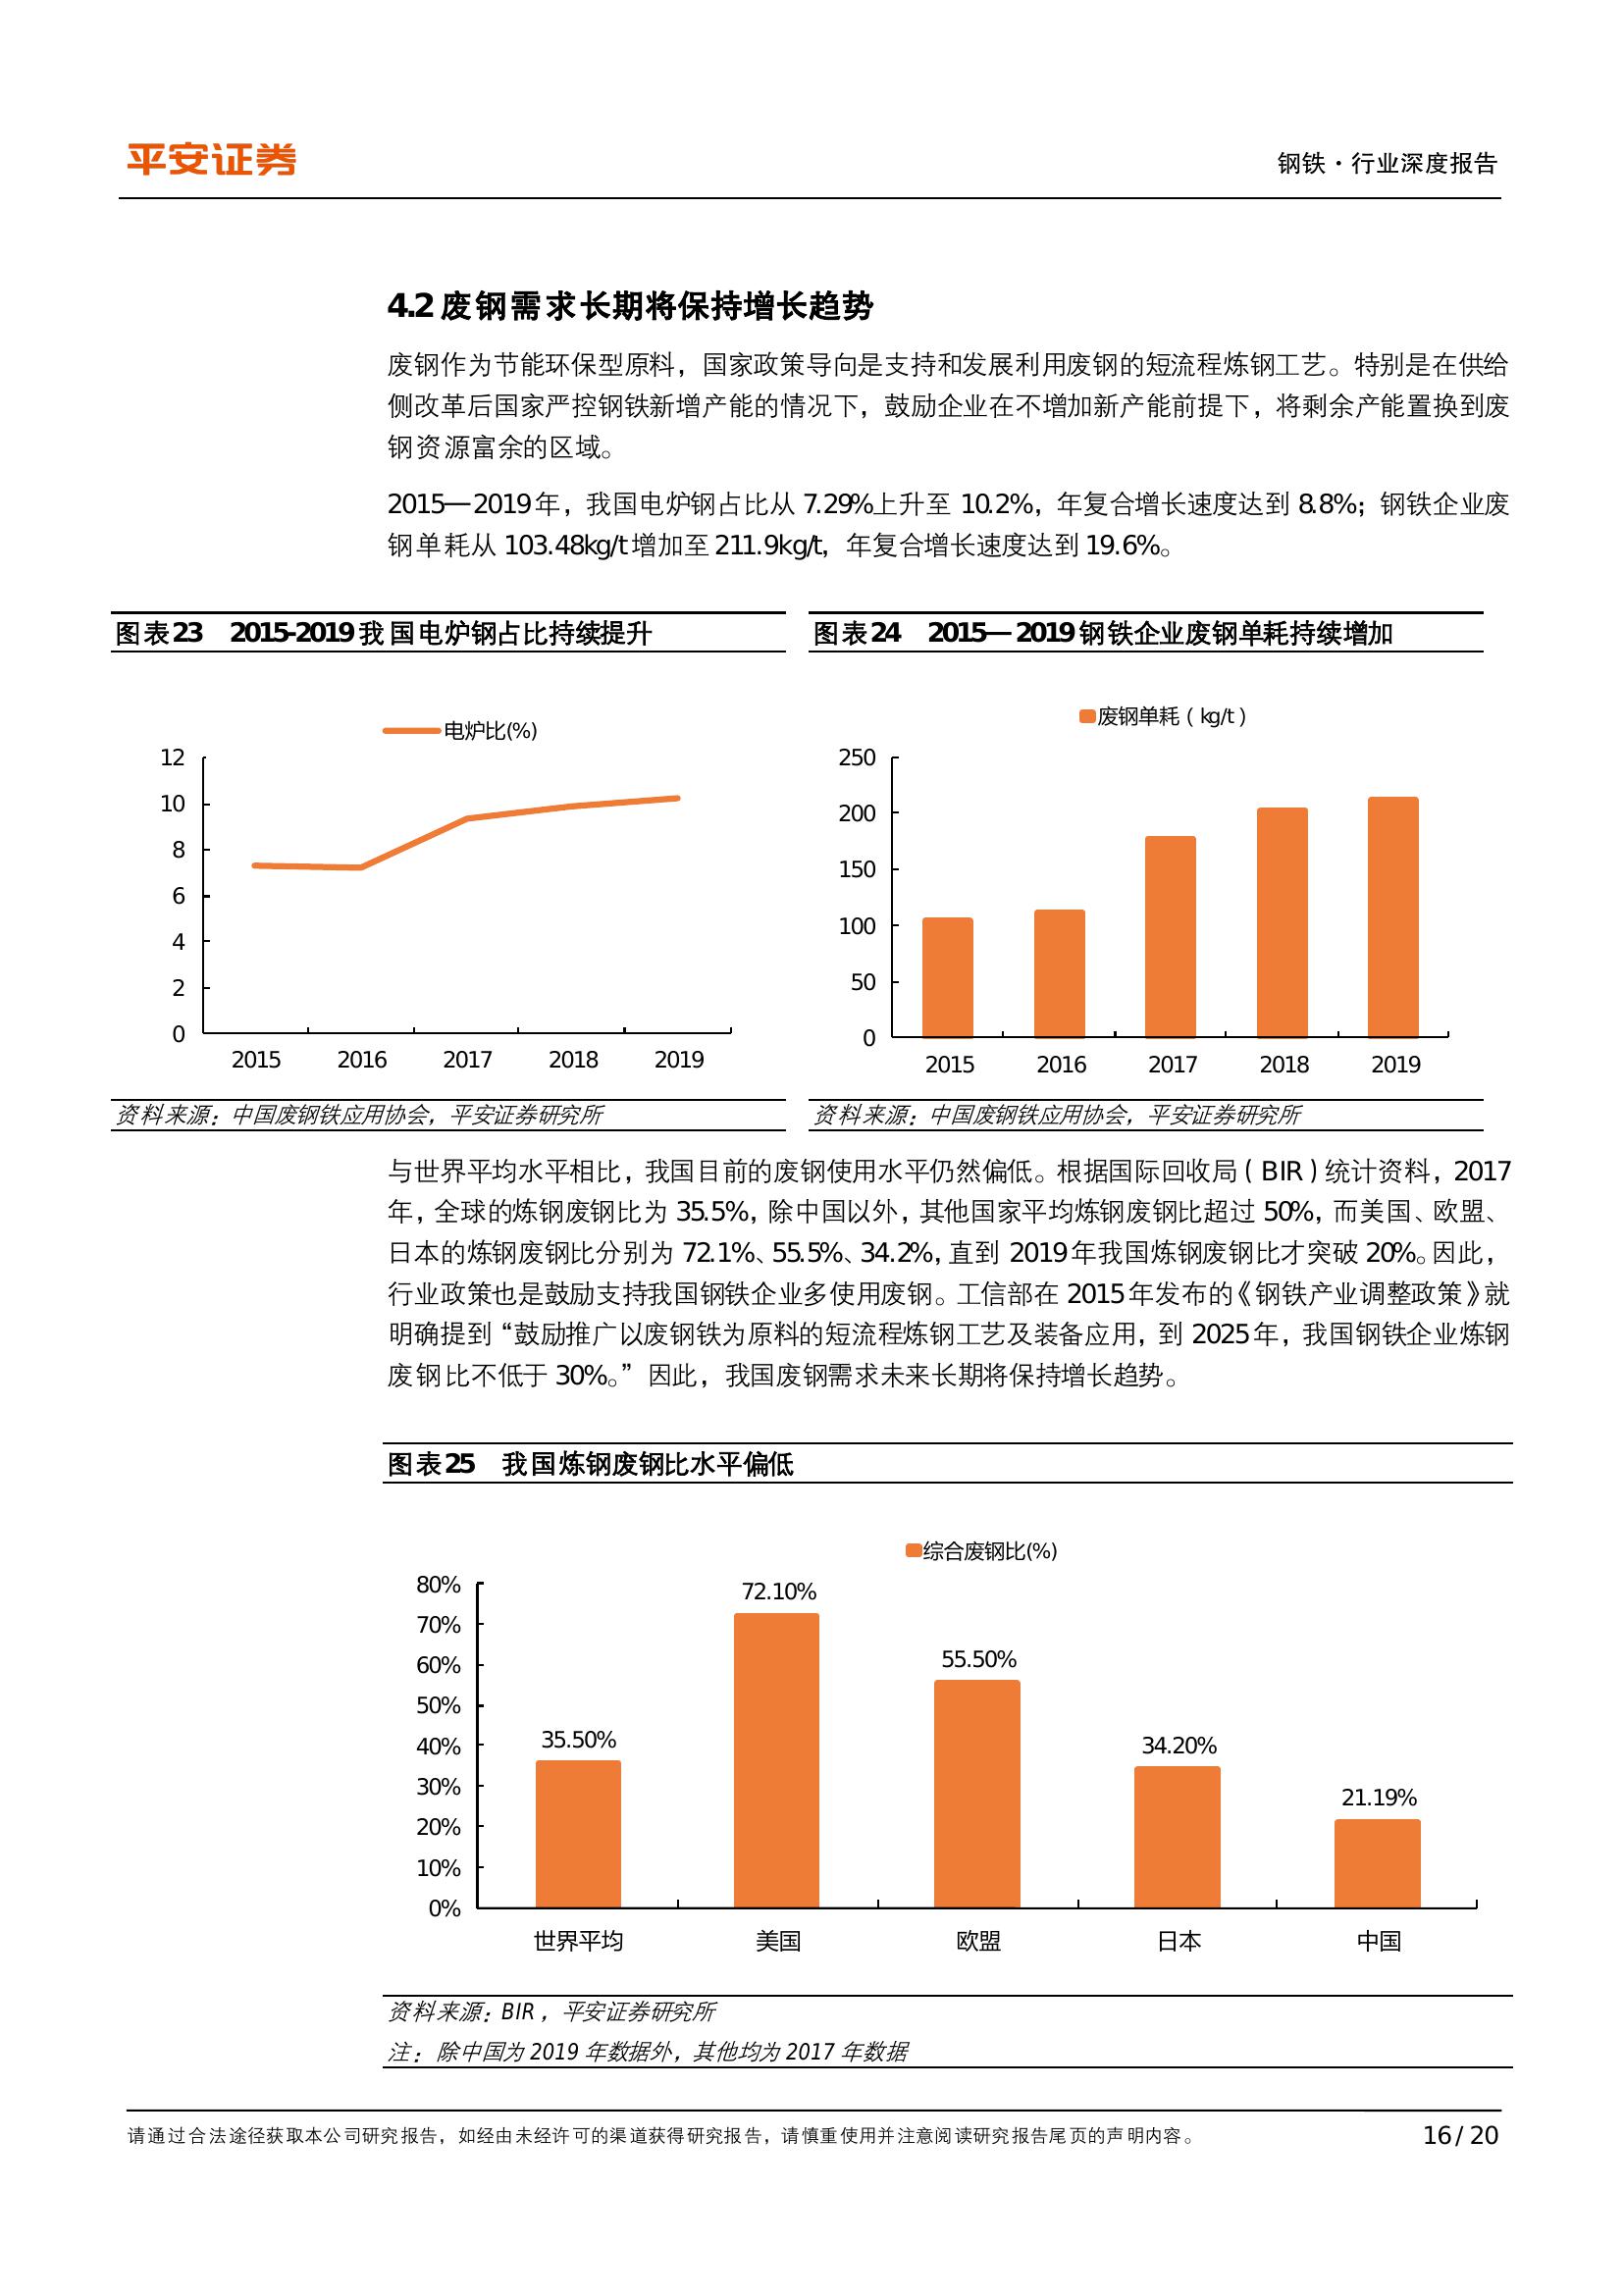 平安证券
钢铁·行业深度报告
4.2 废钢需求长期将保持增长趋势
废钢作为节能环保型原料，国家政策导向是支持和发展利用废钢的短流程炼钢工艺。特别是在供给
侧改革后国家严控钢铁新增产能的情况下，鼓励企业在不增加新产能前提下，将剩余产能置换到废
钢资源富余的区域。
2015—2019年，我国电炉钢占比从 7.29%上升至 10.2%，年复合增长速度达到 8.8%；钢铁企业废
钢单耗从 103.48kg/t增加至 211.9kg/t，年复合增长速度达到 19.6%。
图表23 2015-2019我国电炉钢占比持续提升
电炉比(%)
12
10
8
6
4
2
0
2015 2016 2017 2018 2019
资料来源：中国废钢铁应用协会，平安证券研究所
图表24 2015—2019钢铁企业废钢单耗持续增加
废钢单耗（kg/t）
250
200
150
100
50
0
2015 2016 2017 2018 2019
资料来源：中国废钢铁应用协会，平安证券研究所
与世界平均水平相比，我国目前的废钢使用水平仍然偏低。根据国际回收局（BIR）统计资料，2017
年，全球的炼钢废钢比为 35.5%，除中国以外，其他国家平均炼钢废钢比超过 50%，而美国、欧盟、
日本的炼钢废钢比分别为 72.1%、55.5%、34.2%，直到 2019年我国炼钢废钢比才突破 20%。因此，
行业政策也是鼓励支持我国钢铁企业多使用废钢。工信部在 2015年发布的《钢铁产业调整政策》就
明确提到“鼓励推广以废钢铁为原料的短流程炼钢工艺及装备应用，到 2025年，我国钢铁企业炼钢
废钢比不低于 30%。”因此，我国废钢需求未来长期将保持增长趋势。
图表25 我国炼钢废钢比水平偏低
综合废钢比(%)
80%
70%
60%
50%
40%
30%
20%
10%
0%
35.50%
72.10%
55.50%
34.20%
21.19%
世界平均 美国 欧盟 日本 中国
资料来源：BIR，平安证券研究所
注：除中国为 2019 年数据外，其他均为 2017 年数据
请通过合法途径获取本公司研究报告，如经由未经许可的渠道获得研究报告，请慎重使用并注意阅读研究报告尾页的声明内容。
16/ 20